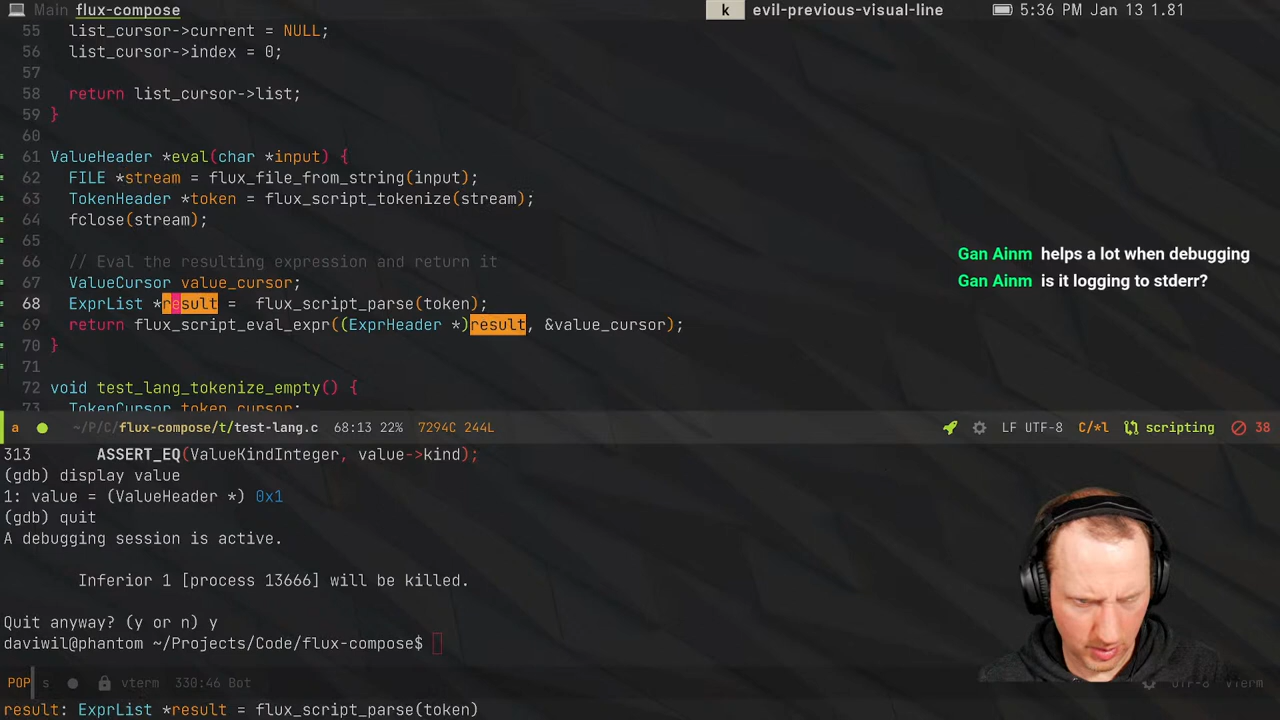 Main flux-compose k evil-previous-visual-line 5:36 PM Jan 13 1.81
55 list_cursor->current = NULL;
56 list_cursor->index = 0;
57
58 return list_cursor->list;
59 }
60
61 ValueHeader *eval(char *input) {
62 FILE *stream = flux_file_from_string(input);
63 TokenHeader *token = flux_script_tokenize(stream);
64 fclose(stream);
65
66 // Eval the resulting expression and return it
67 ValueCursor value_cursor;
68 ExprList *result =  flux_script_parse(token);
69 return flux_script_eval_expr((ExprHeader *)result, &value_cursor);
70 }
71
72 void test_lang_tokenize_empty() {
73 TokenCursor token_cursor;
Gan Ainm helps a lot when debugging
Gan Ainm is it logging to stderr?
a ~/P/C/flux-compose/t/test-lang.c 68:13 22% 7294C 244L LF UTF-8 C/*l scripting 38
313 ASSERT_EQ(ValueKindInteger, value->kind);
(gdb) display value
1: value = (ValueHeader *) 0x1
(gdb) quit
A debugging session is active.
Inferior 1 [process 13666] will be killed.
Quit anyway? (y or n) y
daviwil@phantom ~/Projects/Code/flux-compose$
POP s vterm 330:46 Bot UTF-8 VTerm
result: ExprList *result = flux_script_parse(token)